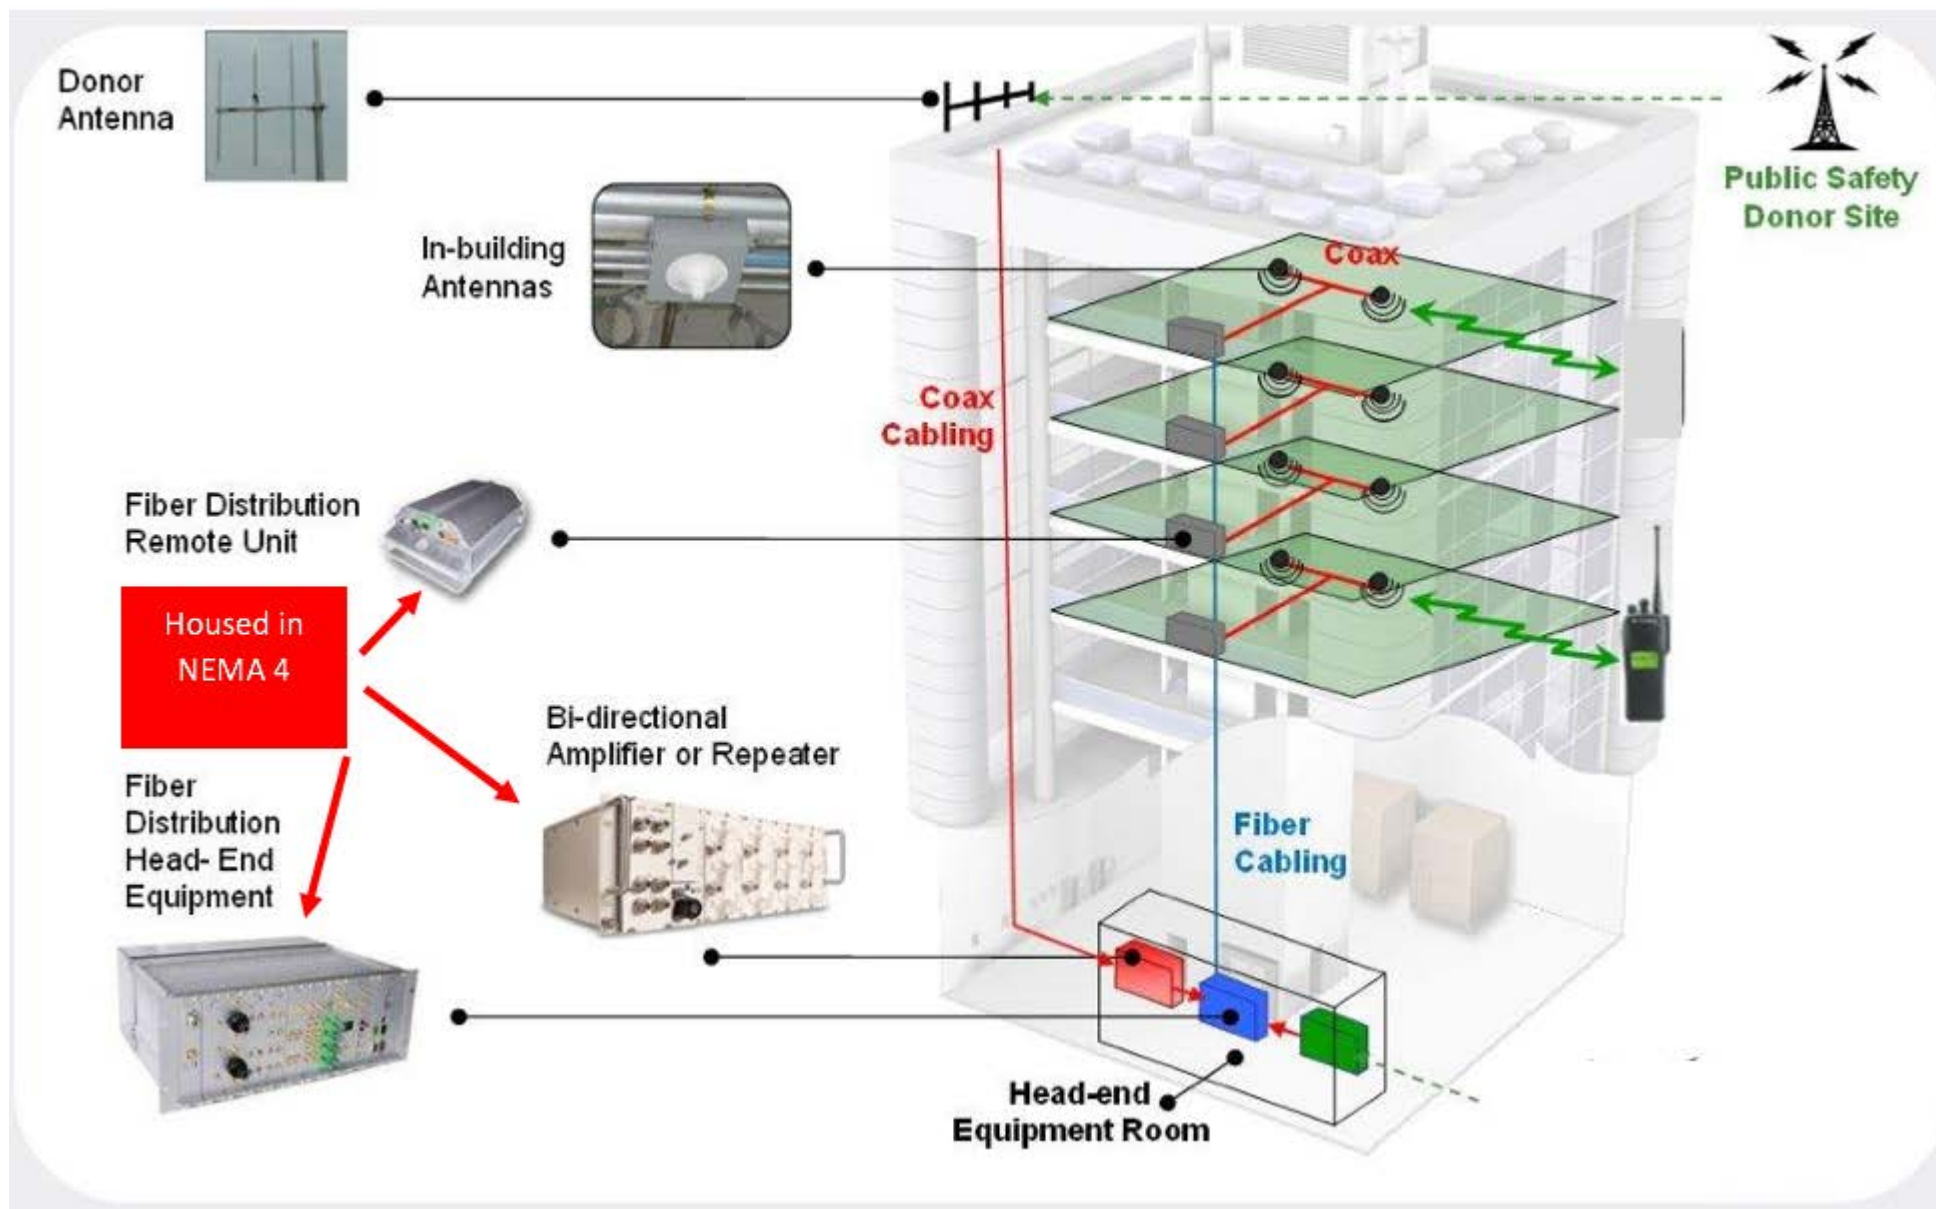 Donor
Antenna
Public Safety
Donor Site
In-building
Antennas
Coax
Coax
Cabling
Fiber Distribution
Remote Unit
Housed in
NEMA 4
Bi-directional
Amplifier or Repeater
Fiber
Distribution
Head- End
Equipment
Fiber
Cabling
Head-end
Equipment Room